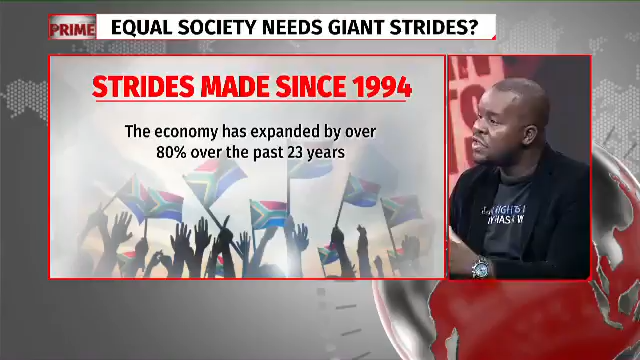 PRIME
EQUAL SOCIETY NEEDS GIANT STRIDES?
STRIDES MADE SINCE 1994
The economy has expanded by over
80% over the past 23 years